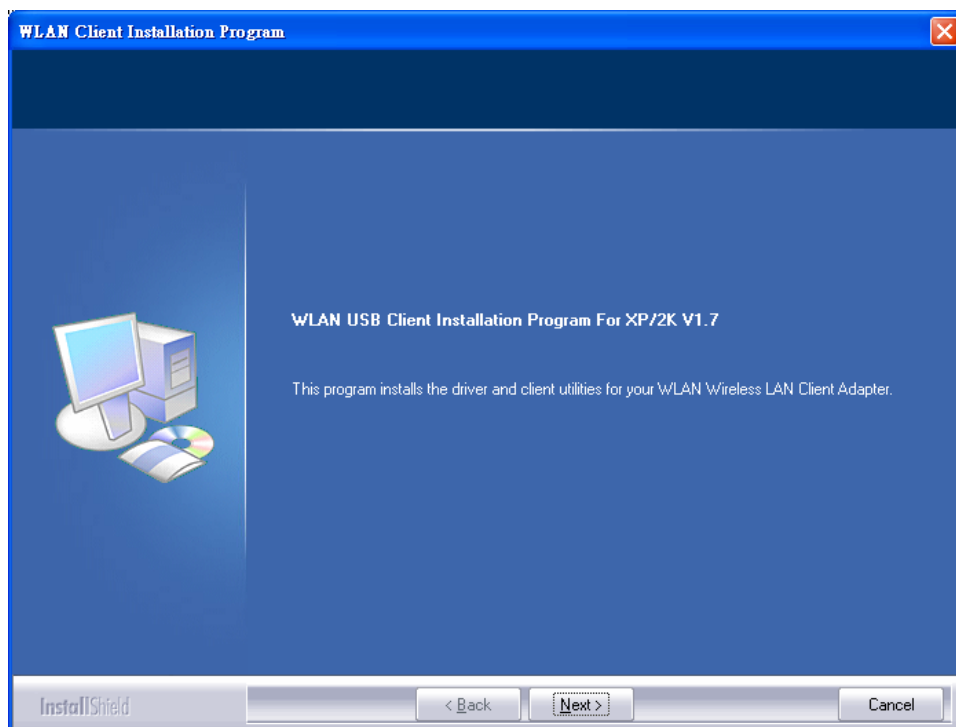 WLAN Client Installation Program
WLAN USB Client Installation Program For XP/2K V1.7
This program installs the driver and client utilities for your WLAN Wireless LAN Client Adapter.
InstallShield
< Back
Next >
Cancel